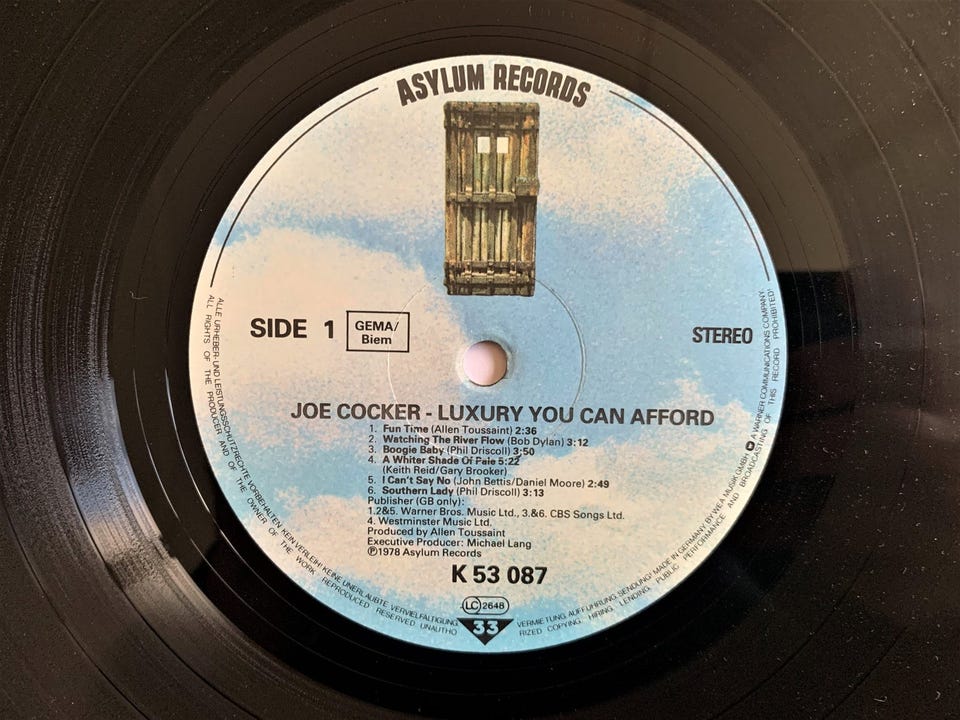 ASYLUM RECORDS
SIDE 1
GEMA/
Biem
STEREO
JOE COCKER - LUXURY YOU CAN AFFORD
1. Fun Time (Allen Toussaint) 2:36
2. Watching The River Flow (Bob Dylan) 3:12
3. Boogie Baby (Phil Driscoll) 3:50
4. A Whiter Shade Of Pale 5:22
(Keith Reid/Gary Brooker)
5. I Can't Say No (John Bettis/Daniel Moore) 2:49
6. Southern Lady (Phil Driscoll) 3:13
Publisher (GB only):
1.2&5. Warner Bros. Music Ltd., 3.&6. CBS Songs Ltd.
4. Westminster Music Ltd.
Produced by Allen Toussaint
Executive Producer: Michael Lang
Ⓟ1978 Asylum Records
K 53 087
LC 2648
33
ALLE URHEBER- UND LEISTUNGSSCHUTZRECHTE VORBEHALTEN. KEIN VERLEIH! KEINE UNERLAUBTE VERVIELFÄLTIGUNG, VERMIETUNG, AUFFÜHRUNG, SENDUNG! MADE IN GERMANY BY WEA MUSIK GMBH A WARNER COMMUNICATIONS COMPANY.
ALL RIGHTS OF THE PRODUCER AND OF THE OWNER OF THE WORK REPRODUCED RESERVED. UNAUTHORIZED COPYING, HIRING, LENDING, PUBLIC PERFORMANCE AND BROADCASTING OF THIS RECORD PROHIBITED!